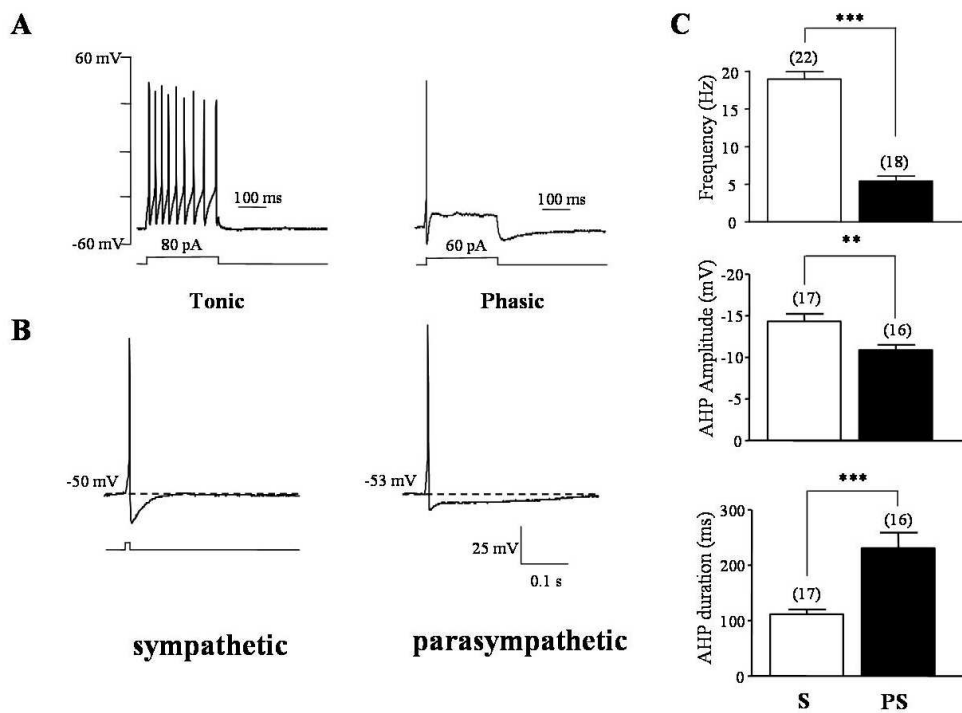 A
60 mV
-60 mV
100 ms
80 pA
Tonic
100 ms
60 pA
Phasic
B
-50 mV
sympathetic
-53 mV
25 mV
0.1 s
parasympathetic
C
***
(22)
(18)
20
15
10
5
0
Frequency (Hz)
**
(17)
(16)
-20
-15
-10
-5
0
AHP Amplitude (mV)
***
(17)
(16)
300
200
100
0
AHP duration (ms)
S
PS